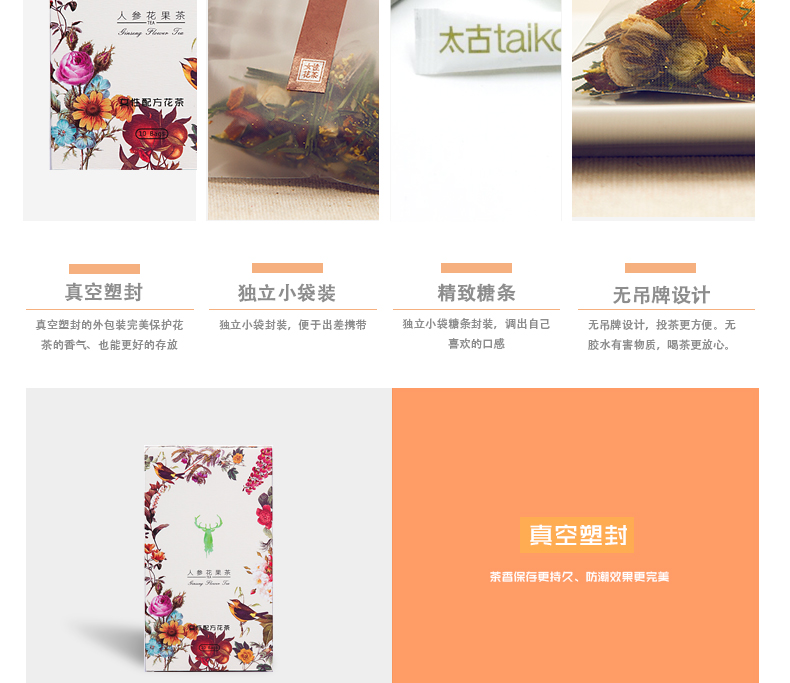 人参花果茶
TEA
Ginseng Flower Tea
女性配方花茶
10 Bags
太古taiko
真空塑封
真空塑封的外包装完美保护花
茶的香气、也能更好的存放
独立小袋装
独立小袋封装，便于出差携带
精致糖条
独立小袋糖条封装，调出自己
喜欢的口感
无吊牌设计
无吊牌设计，投茶更方便。无
胶水有害物质，喝茶更放心。
人参花果茶
Ginseng Flower Tea
女性配方花茶
真空塑封
茶香保存更持久、防潮效果更完美